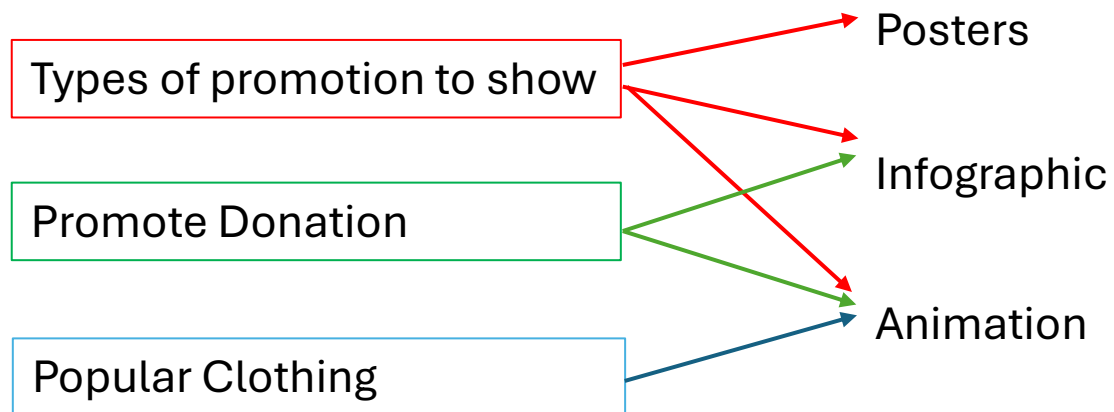 Posters
Types of promotion to show
Infographic
Promote Donation
Animation
Popular Clothing